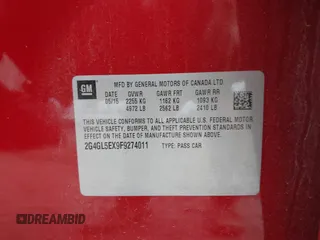 GM
MFD BY GENERAL MOTORS OF CANADA LTD.
DATE GVWR GAWR FRT GAWR RR
05/15 2255 KG 1162 KG 1093 KG
4972 LB 2562 LB 2410 LB
THIS VEHICLE CONFORMS TO ALL APPLICABLE U.S. FEDERAL MOTOR
VEHICLE SAFETY, BUMPER, AND THEFT PREVENTION STANDARDS IN
EFFECT ON THE DATE OF MANUFACTURE SHOWN ABOVE.
2G4GL5EX9F9274011 TYPE: PASS CAR
DREAMBID